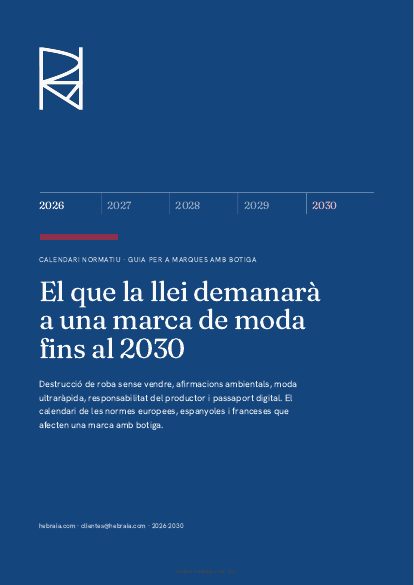 2026 2027 2028 2029 2030
CALENDARI NORMATIU · GUIA PER A MARQUES AMB BOTIGA
El que la llei demanarà
a una marca de moda
fins al 2030
Destrucció de roba sense vendre, afirmacions ambientals, moda
ultraràpida, responsabilitat del productor i passaport digital. El
calendari de les normes europees, espanyoles i franceses que
afecten una marca amb botiga.
hebraia.com · clientes@hebraia.com · 2026·2030